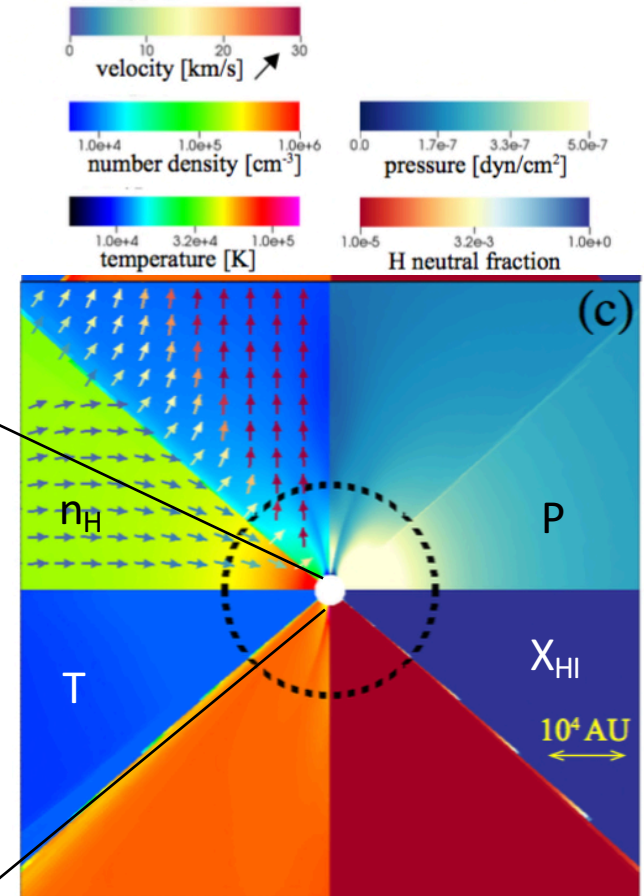 0 10 20 30
velocity [km/s]
1.0e+4 1.0e+5 1.0e+6
number density [cm⁻³]
0.0 1.7e-7 3.3e-7 5.0e-7
pressure [dyn/cm²]
1.0e+4 3.2e+4 1.0e+5
temperature [K]
1.0e-5 3.2e-3 1.0e+0
H neutral fraction
(c)
n_H
P
T
X_HI
10⁴ AU